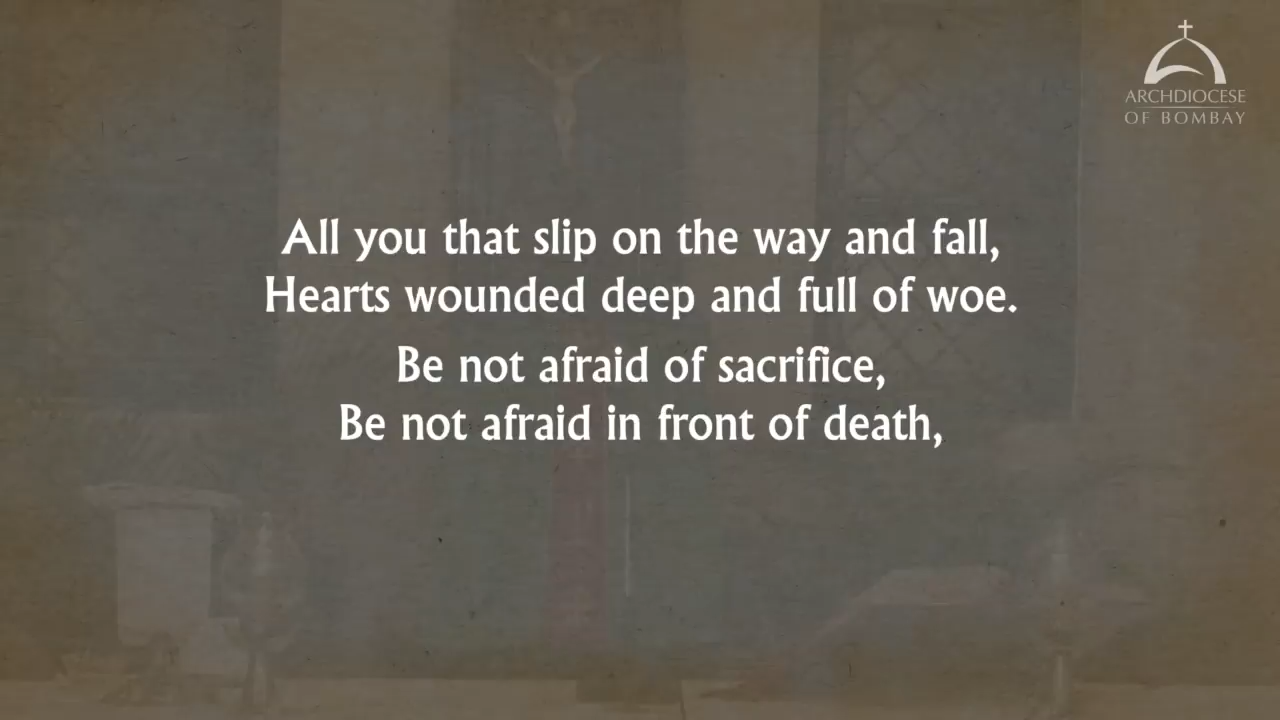 ARCHDIOCESE
OF BOMBAY
All you that slip on the way and fall,
Hearts wounded deep and full of woe.
Be not afraid of sacrifice,
Be not afraid in front of death,